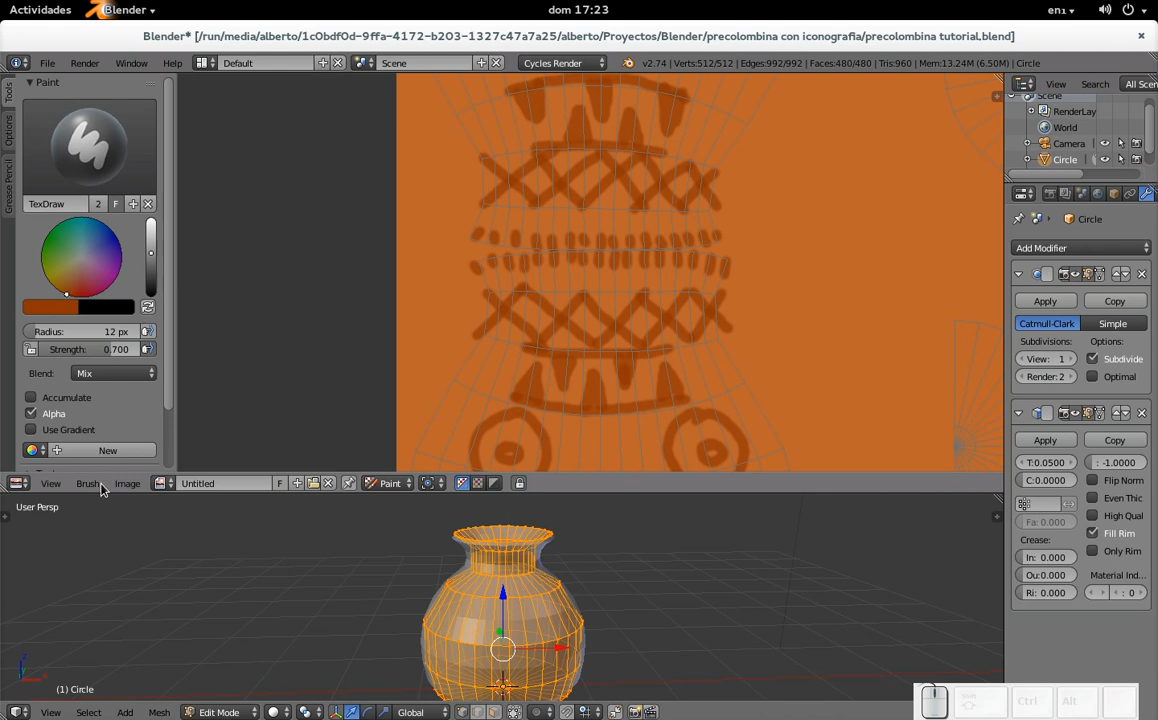 Actividades Blender dom 17:23 en₁
Blender* [/run/media/alberto/1c0bdf0d-9ffa-4172-b203-1327c47a7a25/alberto/Proyectos/Blender/precolombina con iconografia/precolombina tutorial.blend]
File Render Window Help Default Scene Cycles Render v2.74 | Verts:512/512 | Edges:992/992 | Faces:480/480 | Tris:960 | Mem:13.24M (6.50M) | Circle
View Search All Scen
Scene
RenderLay
World
Camera
Circle
Tools
Options
Grease Pencil
Paint
TexDraw 2 F
Radius: 12 px
Strength: 0.700
Blend: Mix
Accumulate
Alpha
Use Gradient
New
View Brush Image Untitled F Paint
User Persp
(1) Circle
View Select Add Mesh Edit Mode Global
Circle
Add Modifier
Apply Copy
Catmull-Clark Simple
Subdivisions: Options:
View: 1 Subdivide
Render: 2 Optimal
Apply Copy
T:0.0500 : -1.0000
C:0.0000 Flip Norm
Even Thic
Fa: 0.000 High Qual
Crease: Fill Rim
In: 0.000 Only Rim
Ou:0.000 Material Ind...
Ri: 0.000 : 0
Shift Ctrl Alt